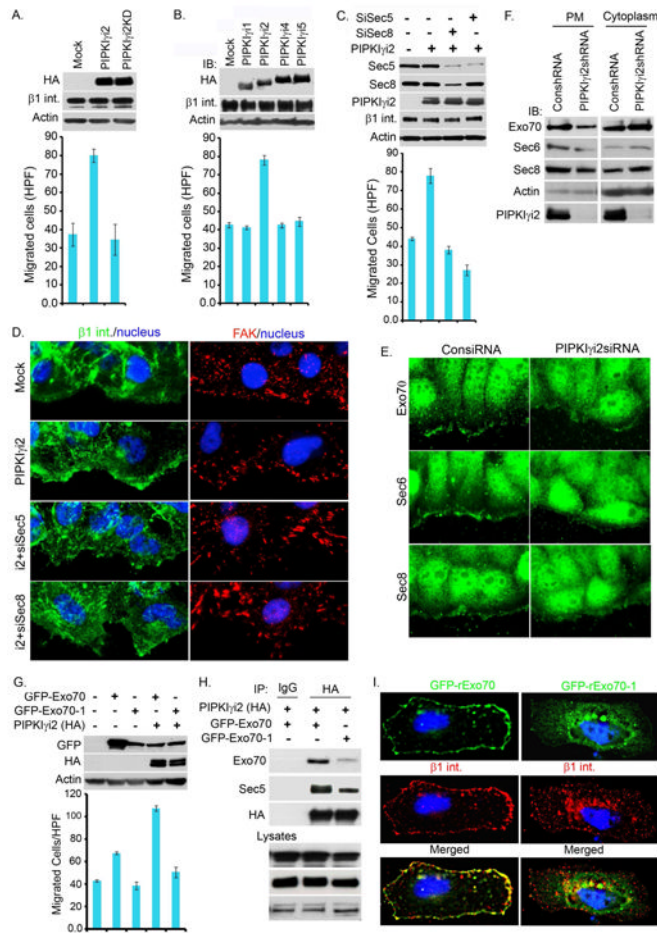 A.
Mock
PIPKIγi2
PIPKIγi2KD
HA
β1 int.
Actin
Migrated cells (HPF)
90
80
70
60
50
40
30
20
10
0
B.
Mock
PIPKIγi1
PIPKIγi2
PIPKIγi4
PIPKIγi5
IB:
HA
β1 int.
Actin
Migrated cells (HPF)
90
80
70
60
50
40
30
20
10
0
C.
SiSec5 - - - +
SiSec8 - - + -
PIPKIγi2 - + + +
Sec5
Sec8
PIPKIγi2
β1 int.
Actin
Migrated Cells (HPF)
90
80
70
60
50
40
30
20
10
0
F.
PM Cytoplasm
ConshRNA
PIPKIγi2shRNA
ConshRNA
PIPKIγi2shRNA
IB:
Exo70
Sec6
Sec8
Actin
PIPKIγi2
D.
β1 int./nucleus FAK/nucleus
Mock
PIPKIγi2
i2+siSec5
i2+siSec8
E.
ConsiRNA PIPKIγi2siRNA
Exo70
Sec6
Sec8
G.
GFP-Exo70 - + - - + -
GFP-Exo70-1 - - + - - +
PIPKIγi2 (HA) - - - + +
GFP
HA
Actin
Migrated Cells/HPF
120
100
80
60
40
20
0
H.
IP: IgG HA
PIPKIγi2 (HA) + + +
GFP-Exo70 + + -
GFP-Exo70-1 - - +
Exo70
Sec5
HA
Lysates
I.
GFP-rExo70 GFP-rExo70-1
β1 int. β1 int.
Merged Merged